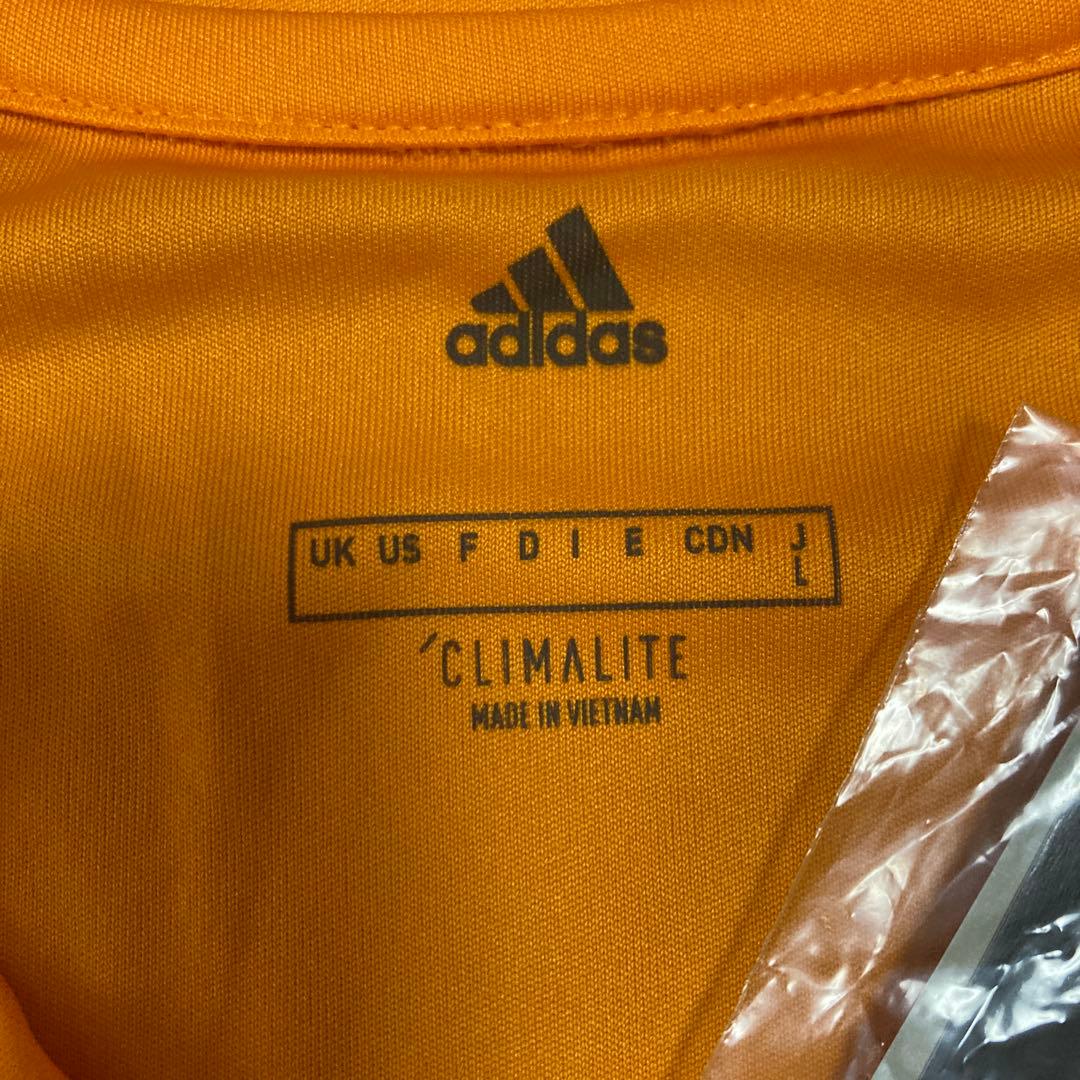 adidas
UK US F D I E CDN J
L
CLIMALITE
MADE IN VIETNAM